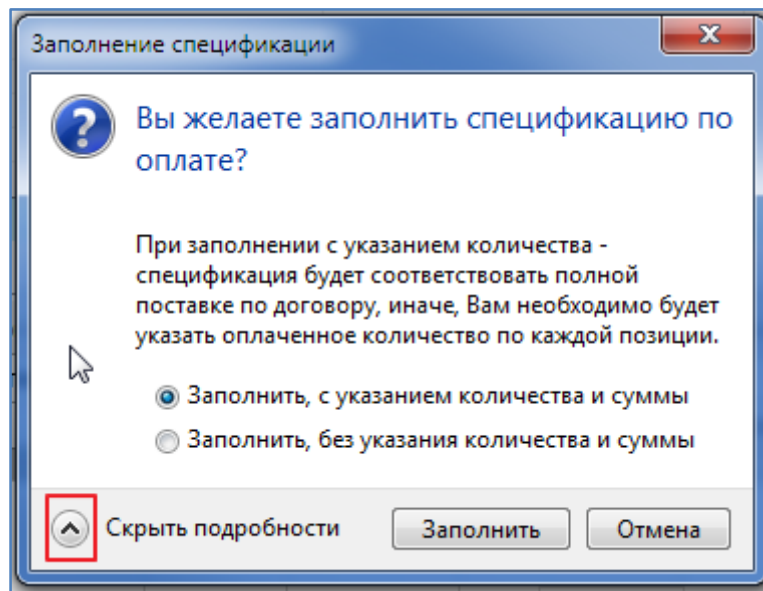 Заполнение спецификации
Вы желаете заполнить спецификацию по
оплате?
При заполнении с указанием количества -
спецификация будет соответствовать полной
поставке по договору, иначе, Вам необходимо будет
указать оплаченное количество по каждой позиции.
Заполнить, с указанием количества и суммы
Заполнить, без указания количества и суммы
Скрыть подробности Заполнить Отмена